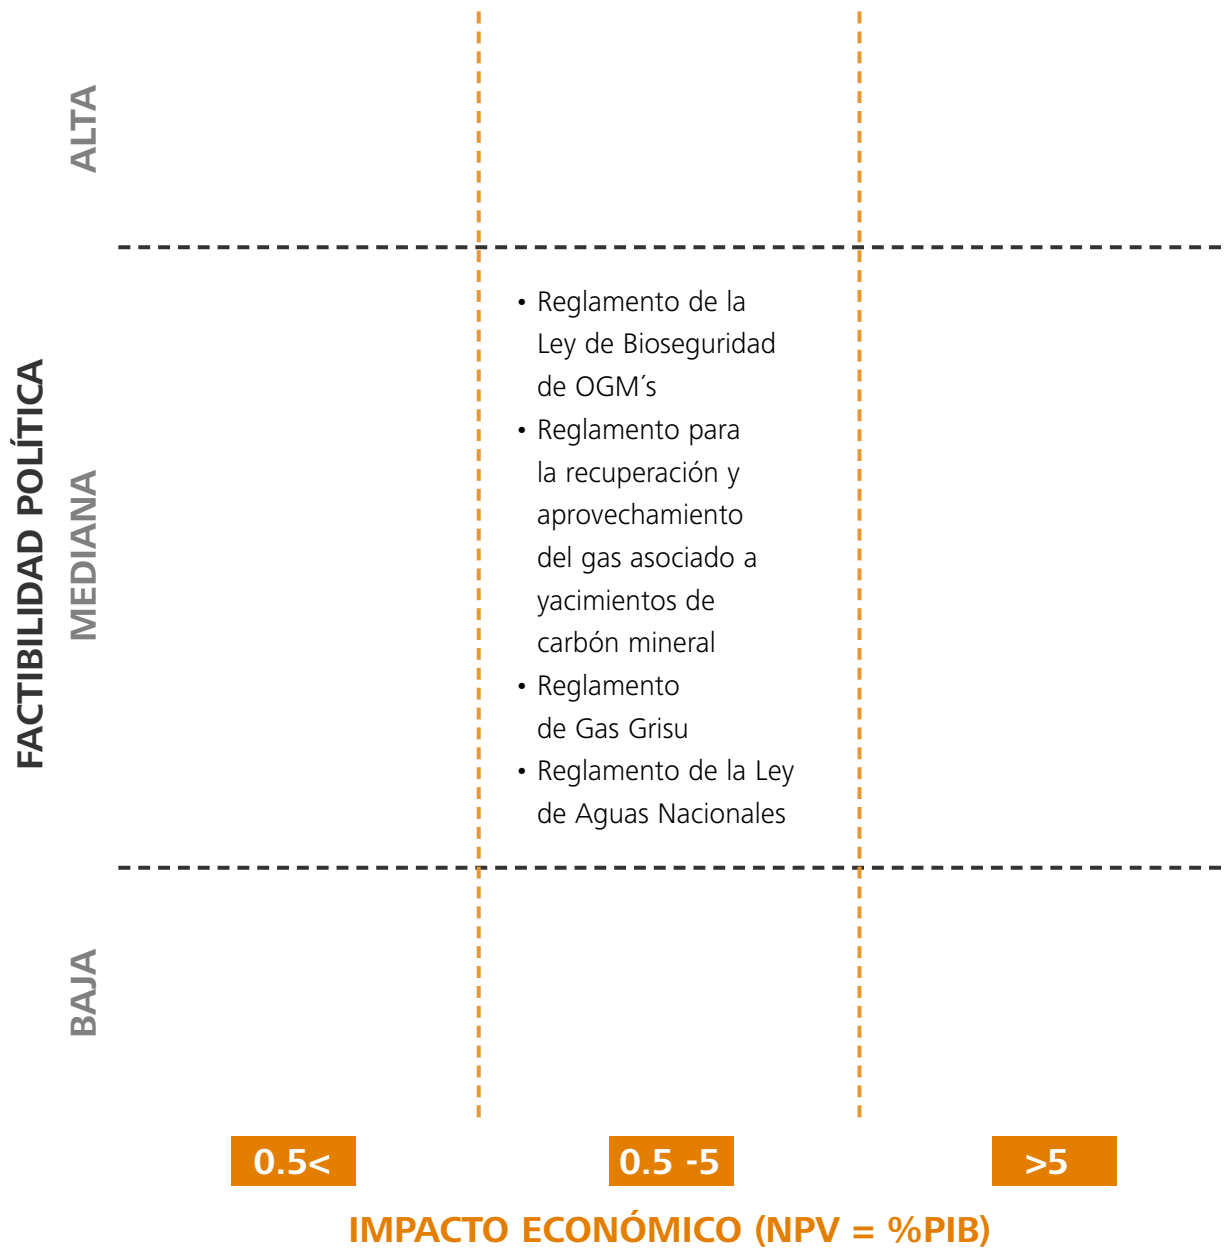 FACTIBILIDAD POLÍTICA
ALTA
MEDIANA
BAJA
• Reglamento de la
Ley de Bioseguridad
de OGM´s
• Reglamento para
la recuperación y
aprovechamiento
del gas asociado a
yacimientos de
carbón mineral
• Reglamento
de Gas Grisu
• Reglamento de la Ley
de Aguas Nacionales
0.5<
0.5 -5
>5
IMPACTO ECONÓMICO (NPV = %PIB)